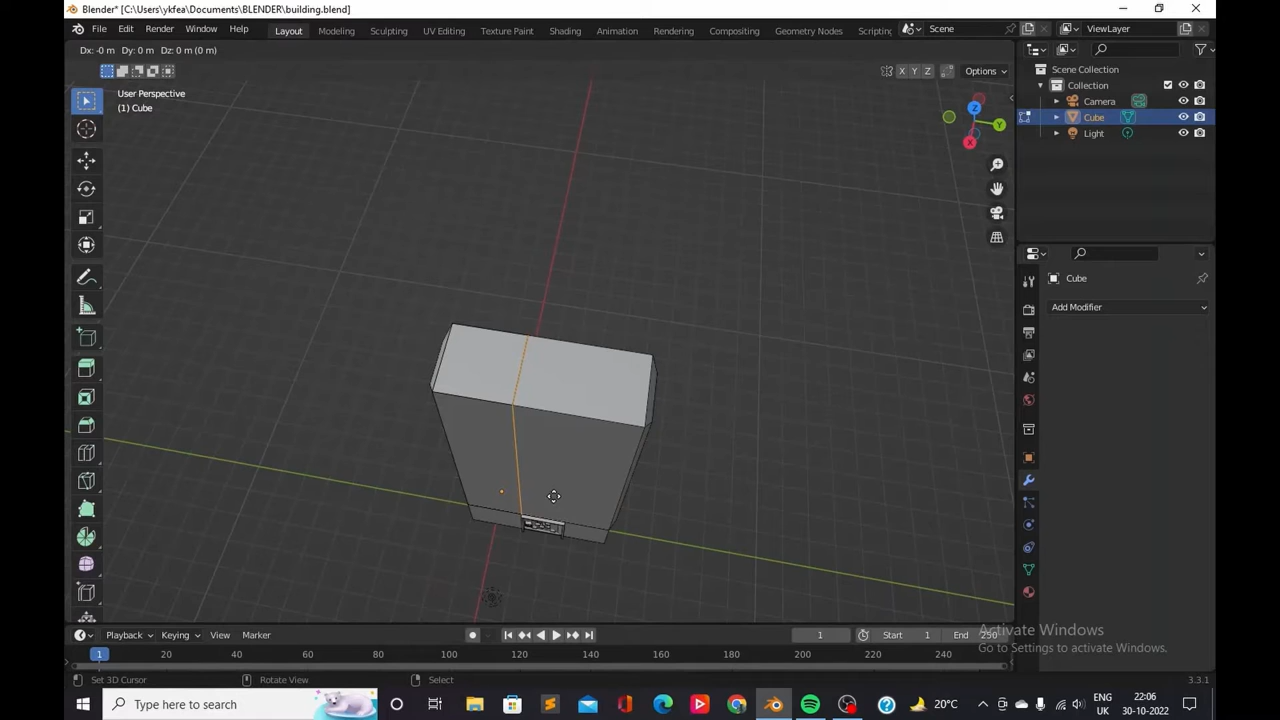 Blender* [C:\Users\ykfea\Documents\BLENDER\building.blend]
File Edit Render Window Help Layout Modeling Sculpting UV Editing Texture Paint Shading Animation Rendering Compositing Geometry Nodes Scripting Scene ViewLayer
Dx: -0 m Dy: 0 m Dz: 0 m (0 m)
X Y Z Options
User Perspective
(1) Cube
Z
Y
X
Scene Collection
Collection
Camera
Cube
Light
Cube
Add Modifier
Playback Keying View Marker 1 Start 1 End 250
1 20 40 60 80 100 120 140 160 180 200 220 240
Activate Windows
Go to Settings to activate Windows.
Set 3D Cursor Rotate View Select 3.3.1
Type here to search 20°C ENG 22:06
UK 30-10-2022